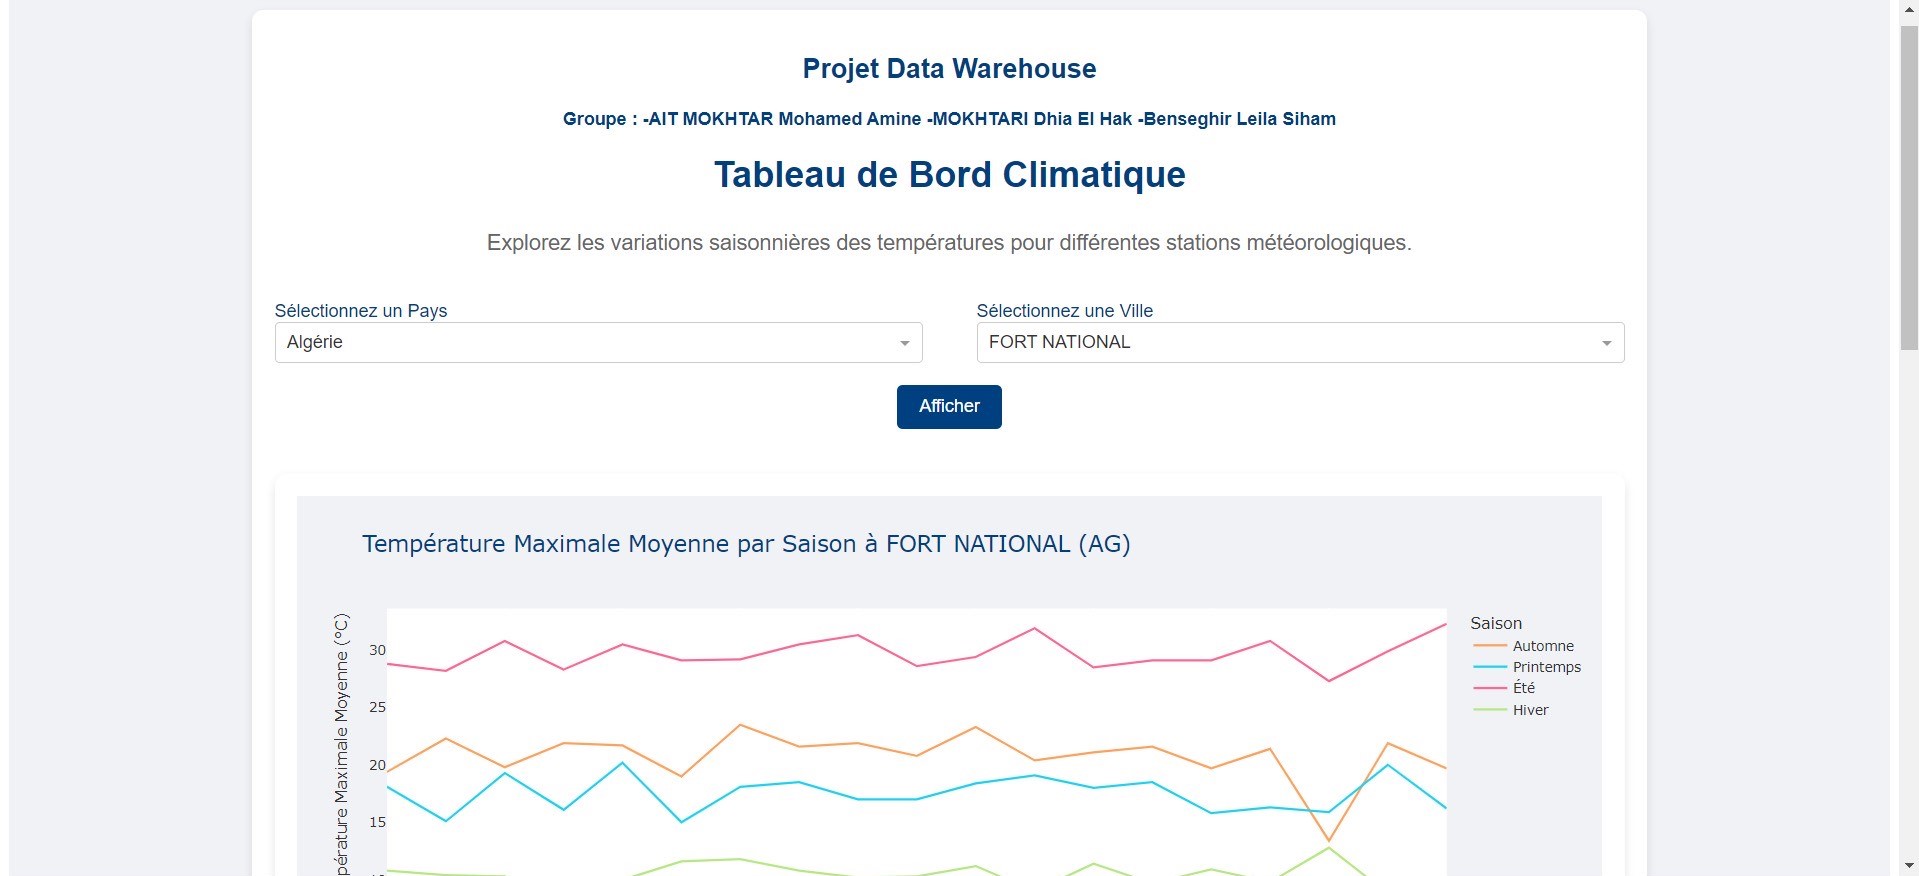 Projet Data Warehouse
Groupe : -AIT MOKHTAR Mohamed Amine -MOKHTARI Dhia El Hak -Benseghir Leila Siham
Tableau de Bord Climatique
Explorez les variations saisonnières des températures pour différentes stations météorologiques.
Sélectionnez un Pays
Sélectionnez une Ville
Algérie
FORT NATIONAL
Afficher
Température Maximale Moyenne par Saison à FORT NATIONAL (AG)
pérature Maximale Moyenne (°C)
30
25
20
15
Saison
Automne
Printemps
Été
Hiver